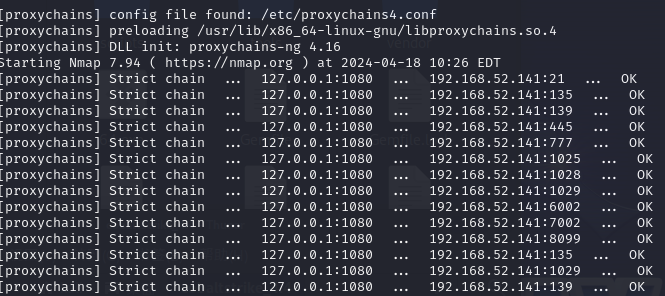 [proxychains] config file found: /etc/proxychains4.conf
[proxychains] preloading /usr/lib/x86_64-linux-gnu/libproxychains.so.4
[proxychains] DLL init: proxychains-ng 4.16
Starting Nmap 7.94 ( https://nmap.org ) at 2024-04-18 10:26 EDT
[proxychains] Strict chain  ...  127.0.0.1:1080  ...  192.168.52.141:21  ...  OK
[proxychains] Strict chain  ...  127.0.0.1:1080  ...  192.168.52.141:135  ...  OK
[proxychains] Strict chain  ...  127.0.0.1:1080  ...  192.168.52.141:139  ...  OK
[proxychains] Strict chain  ...  127.0.0.1:1080  ...  192.168.52.141:445  ...  OK
[proxychains] Strict chain  ...  127.0.0.1:1080  ...  192.168.52.141:777  ...  OK
[proxychains] Strict chain  ...  127.0.0.1:1080  ...  192.168.52.141:1025  ...  OK
[proxychains] Strict chain  ...  127.0.0.1:1080  ...  192.168.52.141:1028  ...  OK
[proxychains] Strict chain  ...  127.0.0.1:1080  ...  192.168.52.141:1029  ...  OK
[proxychains] Strict chain  ...  127.0.0.1:1080  ...  192.168.52.141:6002  ...  OK
[proxychains] Strict chain  ...  127.0.0.1:1080  ...  192.168.52.141:7002  ...  OK
[proxychains] Strict chain  ...  127.0.0.1:1080  ...  192.168.52.141:8099  ...  OK
[proxychains] Strict chain  ...  127.0.0.1:1080  ...  192.168.52.141:135  ...  OK
[proxychains] Strict chain  ...  127.0.0.1:1080  ...  192.168.52.141:1029  ...  OK
[proxychains] Strict chain  ...  127.0.0.1:1080  ...  192.168.52.141:139  ...  OK